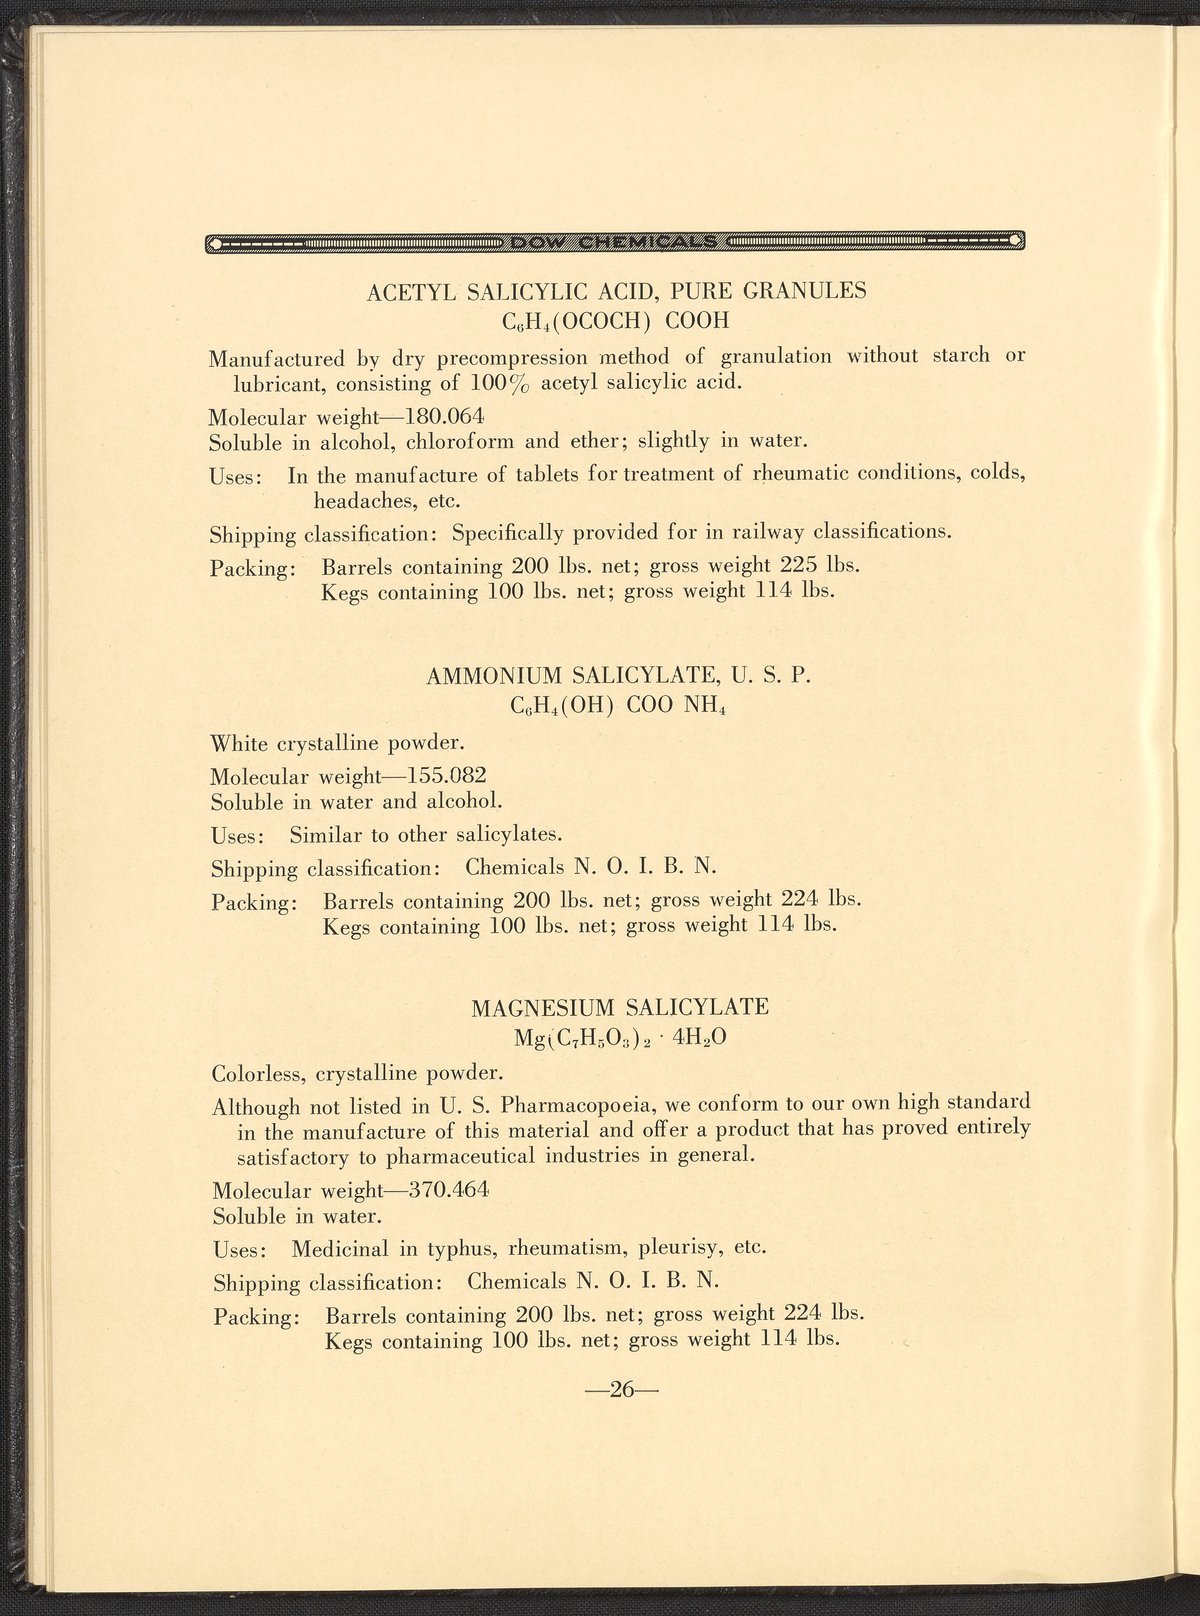 DOW CHEMICALS
ACETYL SALICYLIC ACID, PURE GRANULES
C₆H₄(OCOCH) COOH
Manufactured by dry precompression method of granulation without starch or
lubricant, consisting of 100% acetyl salicylic acid.
Molecular weight—180.064
Soluble in alcohol, chloroform and ether; slightly in water.
Uses: In the manufacture of tablets for treatment of rheumatic conditions, colds,
headaches, etc.
Shipping classification: Specifically provided for in railway classifications.
Packing: Barrels containing 200 lbs. net; gross weight 225 lbs.
Kegs containing 100 lbs. net; gross weight 114 lbs.
AMMONIUM SALICYLATE, U. S. P.
C₆H₄(OH) COO NH₄
White crystalline powder.
Molecular weight—155.082
Soluble in water and alcohol.
Uses: Similar to other salicylates.
Shipping classification: Chemicals N. O. I. B. N.
Packing: Barrels containing 200 lbs. net; gross weight 224 lbs.
Kegs containing 100 lbs. net; gross weight 114 lbs.
MAGNESIUM SALICYLATE
Mg(C₇H₅O₃)₂ · 4H₂O
Colorless, crystalline powder.
Although not listed in U. S. Pharmacopoeia, we conform to our own high standard
in the manufacture of this material and offer a product that has proved entirely
satisfactory to pharmaceutical industries in general.
Molecular weight—370.464
Soluble in water.
Uses: Medicinal in typhus, rheumatism, pleurisy, etc.
Shipping classification: Chemicals N. O. I. B. N.
Packing: Barrels containing 200 lbs. net; gross weight 224 lbs.
Kegs containing 100 lbs. net; gross weight 114 lbs.
—26—